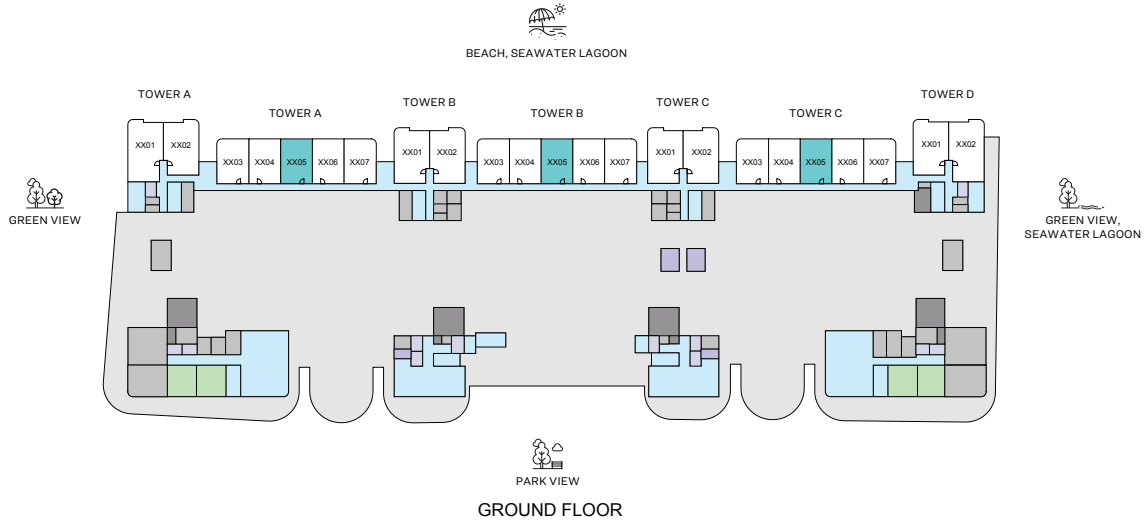 BEACH, SEAWATER LAGOON
TOWER A
TOWER A
TOWER B
TOWER B
TOWER C
TOWER C
TOWER D
XX01 XX02
XX03 XX04 XX05 XX06 XX07
XX01 XX02
XX03 XX04 XX05 XX06 XX07
XX01 XX02
XX03 XX04 XX05 XX06 XX07
XX01 XX02
GREEN VIEW
GREEN VIEW,
SEAWATER LAGOON
PARK VIEW
GROUND FLOOR